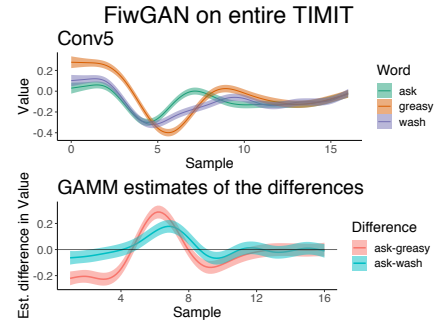 FiwGAN on entire TIMIT
Conv5
0.2
0.0
-0.2
-0.4
Value
0 5 10 15
Sample
Word
ask
greasy
wash
GAMM estimates of the differences
0.2
0.0
-0.2
Est. difference in Value
4 8 12 16
Sample
Difference
ask-greasy
ask-wash